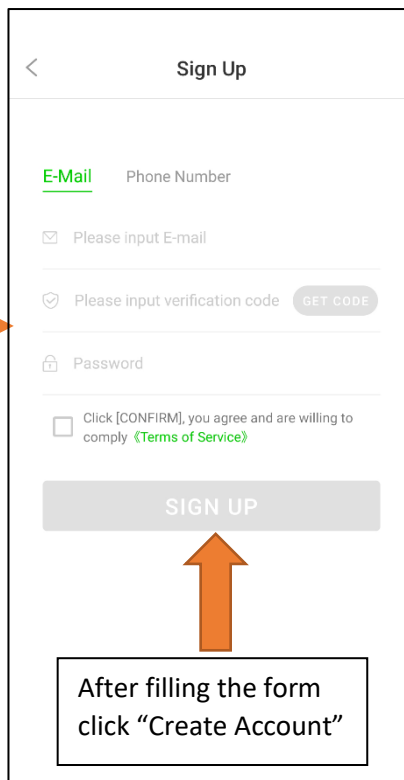 Sign Up
E-Mail Phone Number
Please input E-mail
Please input verification code GET CODE
Password
Click [CONFIRM], you agree and are willing to
comply 《Terms of Service》
SIGN UP
After filling the form
click “Create Account”